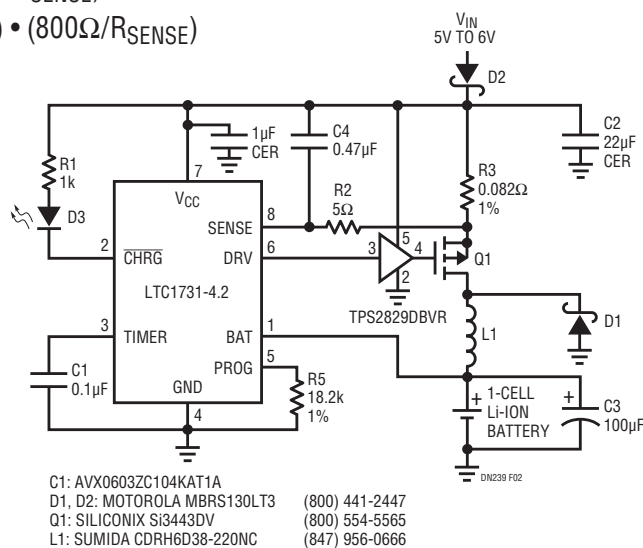 SENSE
) • (800Ω/RSENSE)
VIN
5V TO 6V
D2
1µF
CER
C4
0.47µF
C2
22µF
CER
R1
1k
D3
R3
0.082Ω
1%
R2
5Ω
7
VCC
SENSE
8
2
CHRG
DRV
6
3
5
4
2
Q1
LTC1731-4.2
TPS2829DBVR
3
TIMER
BAT
1
L1
D1
PROG
5
C1
0.1µF
R5
18.2k
1%
GND
4
+
1-CELL
Li-ION
BATTERY
+
C3
100µF
DN239 F02
C1: AVX0603ZC104KAT1A
D1, D2: MOTOROLA MBRS130LT3 (800) 441-2447
Q1: SILICONIX Si3443DV (800) 554-5565
L1: SUMIDA CDRH6D38-220NC (847) 956-0666